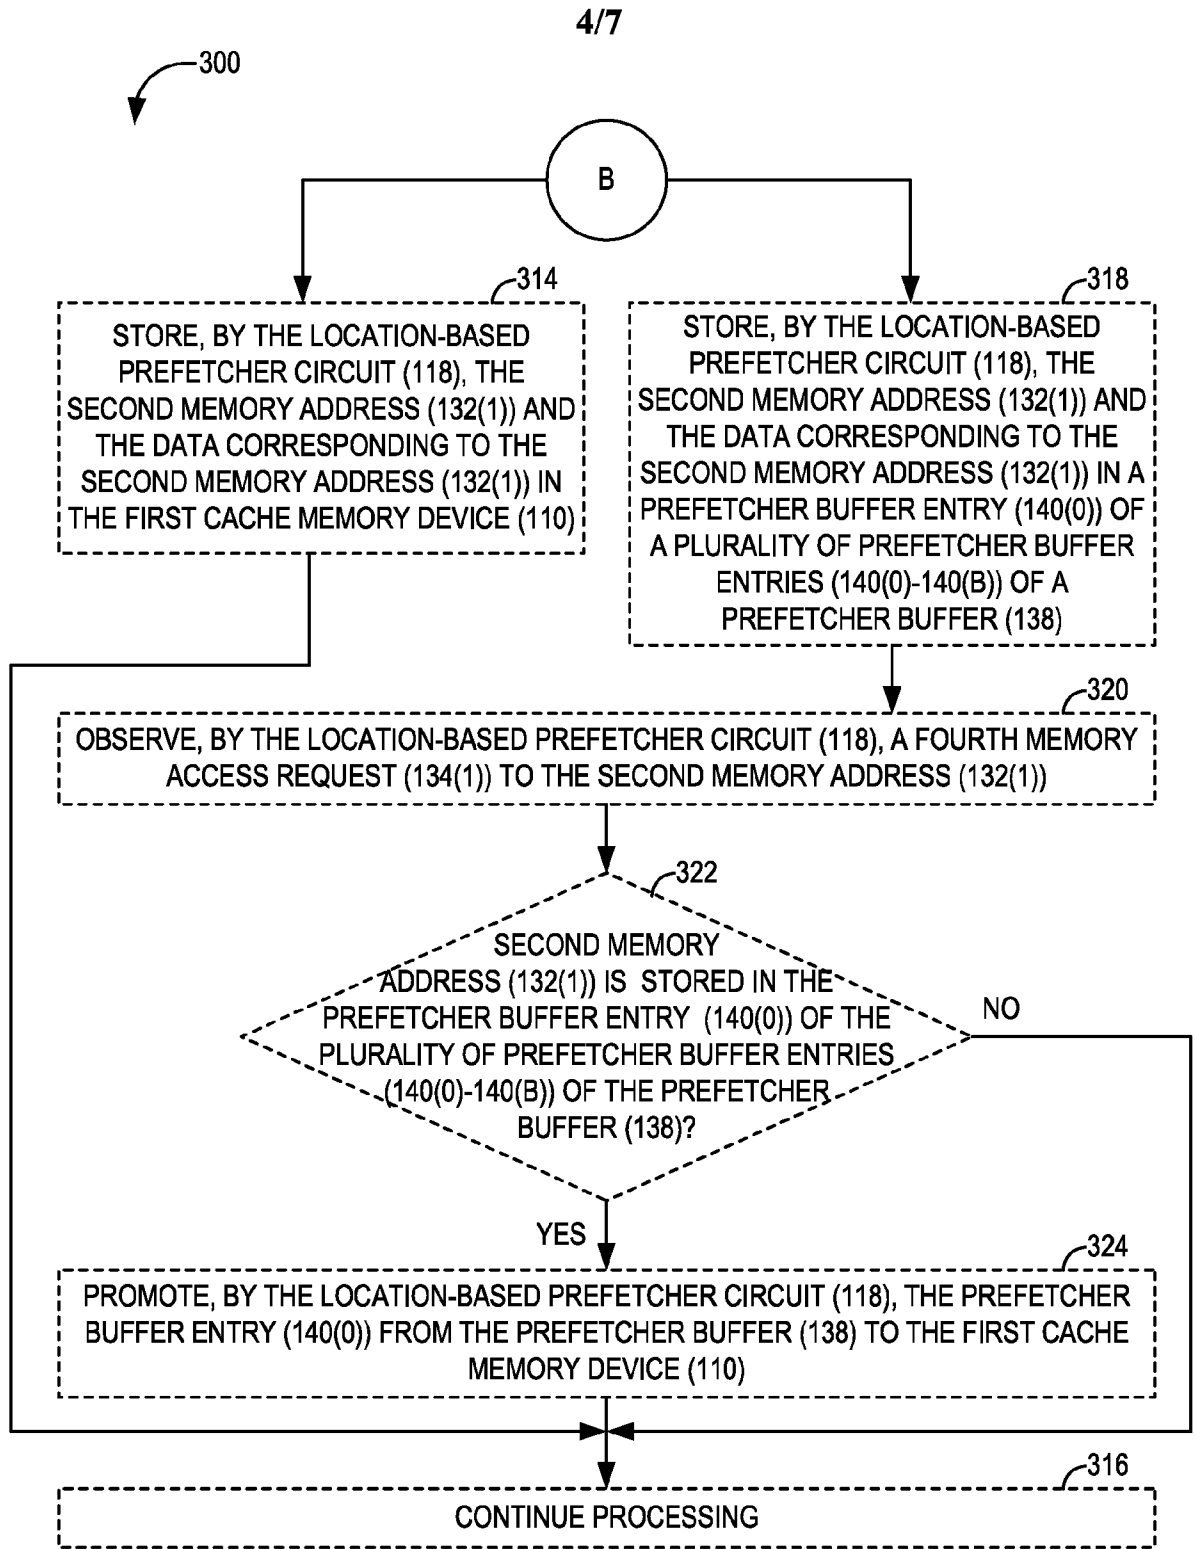 4/7
300
B
314
STORE, BY THE LOCATION-BASED
PREFETCHER CIRCUIT (118), THE
SECOND MEMORY ADDRESS (132(1)) AND
THE DATA CORRESPONDING TO THE
SECOND MEMORY ADDRESS (132(1)) IN
THE FIRST CACHE MEMORY DEVICE (110)
318
STORE, BY THE LOCATION-BASED
PREFETCHER CIRCUIT (118), THE
SECOND MEMORY ADDRESS (132(1)) AND
THE DATA CORRESPONDING TO THE
SECOND MEMORY ADDRESS (132(1)) IN A
PREFETCHER BUFFER ENTRY (140(0)) OF
A PLURALITY OF PREFETCHER BUFFER
ENTRIES (140(0)-140(B)) OF A
PREFETCHER BUFFER (138)
320
OBSERVE, BY THE LOCATION-BASED PREFETCHER CIRCUIT (118), A FOURTH MEMORY
ACCESS REQUEST (134(1)) TO THE SECOND MEMORY ADDRESS (132(1))
322
SECOND MEMORY
ADDRESS (132(1)) IS STORED IN THE
PREFETCHER BUFFER ENTRY (140(0)) OF THE
PLURALITY OF PREFETCHER BUFFER ENTRIES
(140(0)-140(B)) OF THE PREFETCHER
BUFFER (138)?
NO
YES
324
PROMOTE, BY THE LOCATION-BASED PREFETCHER CIRCUIT (118), THE PREFETCHER
BUFFER ENTRY (140(0)) FROM THE PREFETCHER BUFFER (138) TO THE FIRST CACHE
MEMORY DEVICE (110)
316
CONTINUE PROCESSING